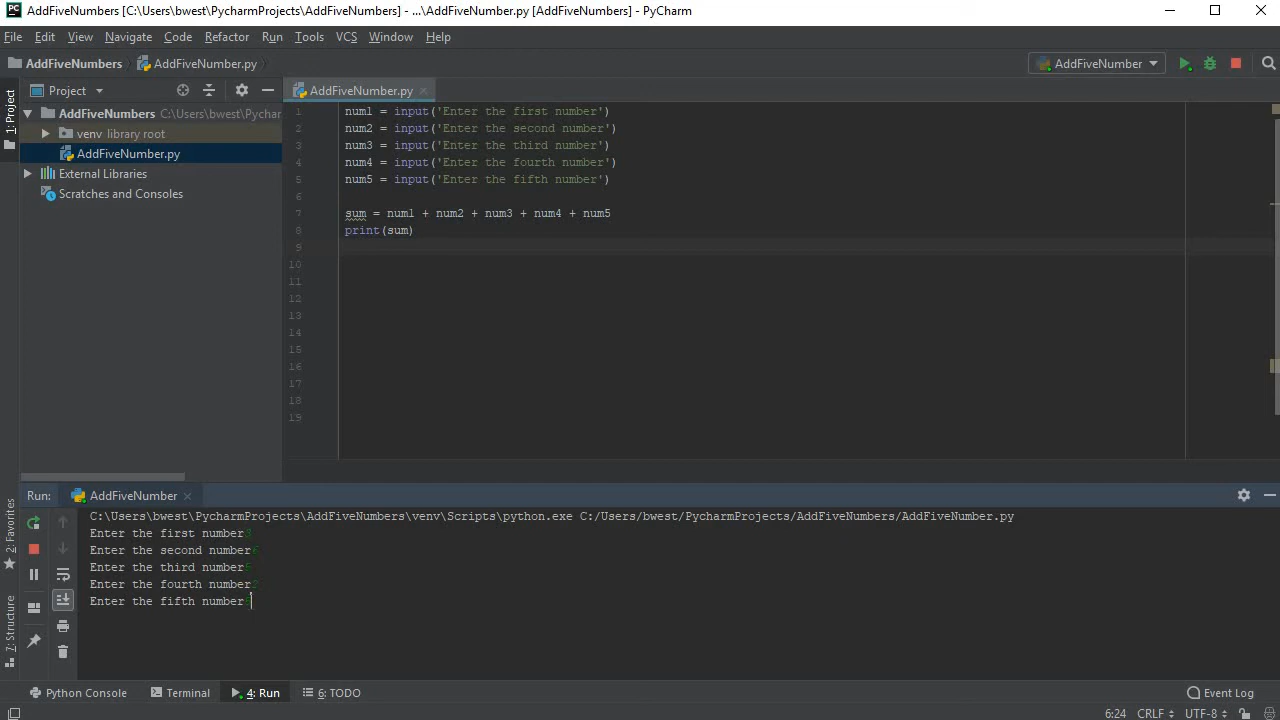 AddFiveNumbers [C:\Users\bwest\PycharmProjects\AddFiveNumbers] - ...\AddFiveNumber.py [AddFiveNumbers] - PyCharm
File Edit View Navigate Code Refactor Run Tools VCS Window Help
AddFiveNumbers AddFiveNumber.py AddFiveNumber
1: Project
Project
AddFiveNumbers C:\Users\bwest\Pychar
venv library root
AddFiveNumber.py
External Libraries
Scratches and Consoles
AddFiveNumber.py
1 num1 = input('Enter the first number')
2 num2 = input('Enter the second number')
3 num3 = input('Enter the third number')
4 num4 = input('Enter the fourth number')
5 num5 = input('Enter the fifth number')
6
7 sum = num1 + num2 + num3 + num4 + num5
8 print(sum)
9
10
11
12
13
14
15
16
17
18
19
2: Favorites
7: Structure
Run: AddFiveNumber
C:\Users\bwest\PycharmProjects\AddFiveNumbers\venv\Scripts\python.exe C:/Users/bwest/PycharmProjects/AddFiveNumbers/AddFiveNumber.py
Enter the first number
Enter the second number
Enter the third number
Enter the fourth number
Enter the fifth number
Python Console Terminal 4: Run 6: TODO Event Log
6:24 CRLF UTF-8